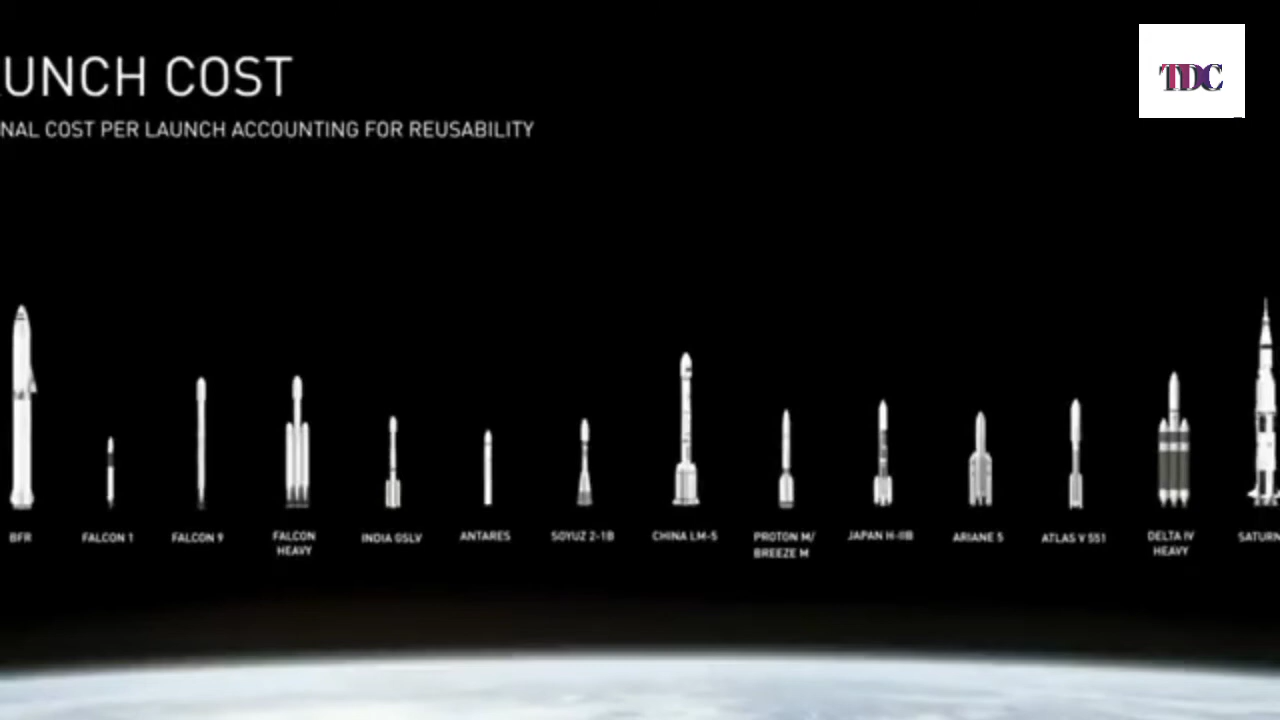 UNCH COST
NAL COST PER LAUNCH ACCOUNTING FOR REUSABILITY
TDC
BFR
FALCON 1
FALCON 9
FALCON
HEAVY
INDIA GSLV
ANTARES
SOYUZ 2-1B
CHINA LM-5
PROTON M/
BREEZE M
JAPAN H-IIB
ARIANE 5
ATLAS V 551
DELTA IV
HEAVY
SATURN